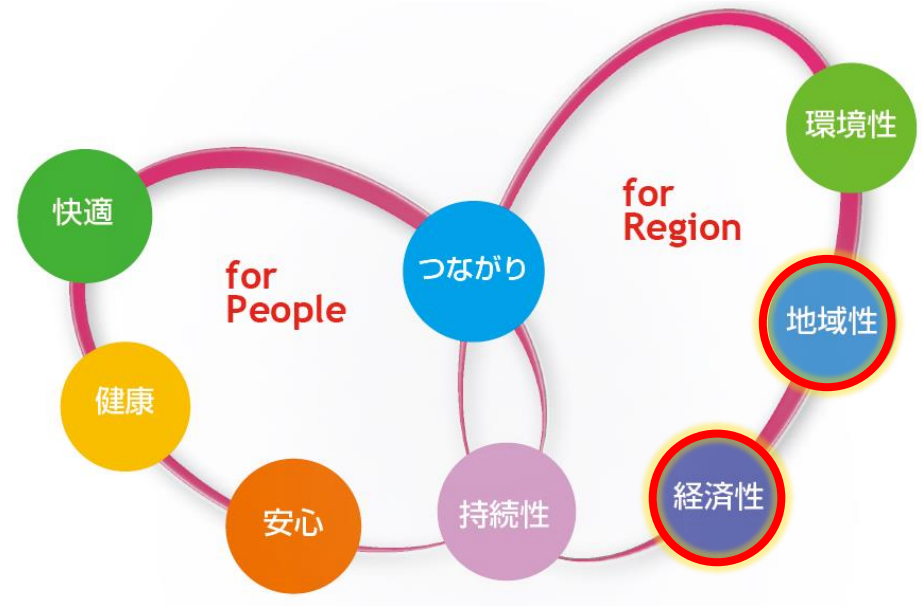 環境性
快適
for
Region
つながり
for
People
地域性
健康
経済性
安心
持続性